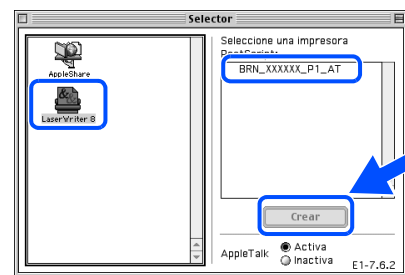 Selector
AppleShare
LaserWriter 8
Seleccione una impresora
PostScript:
BRN_XXXXXX_P1_AT
Crear
AppleTalk
Activa
Inactiva
E1-7.6.2